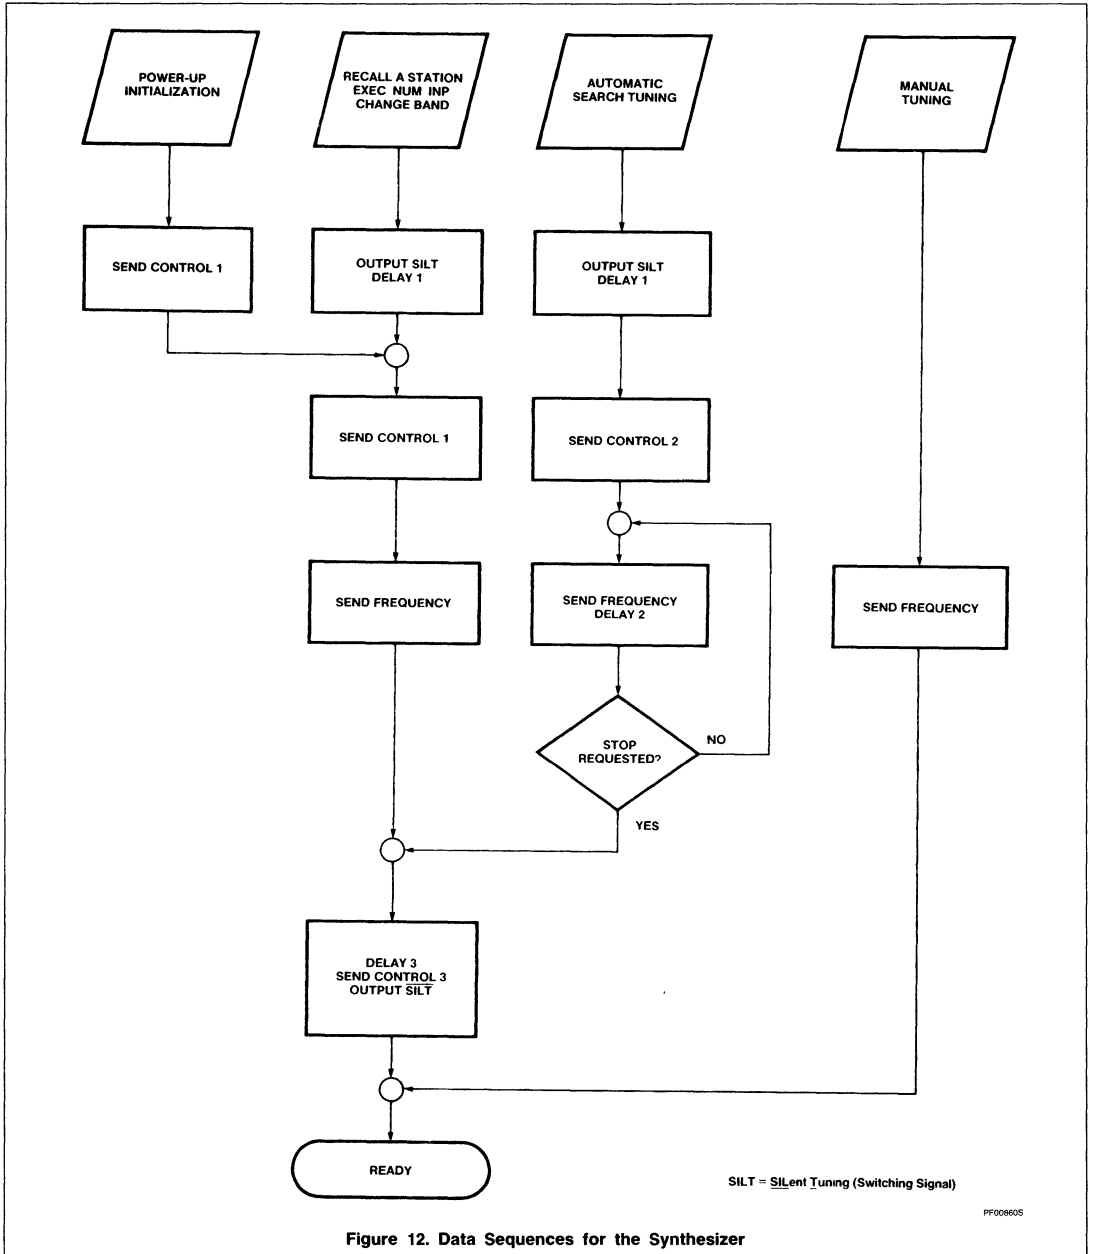 POWER-UP
INITIALIZATION
RECALL A STATION
EXEC NUM INP
CHANGE BAND
AUTOMATIC
SEARCH TUNING
MANUAL
TUNING
SEND CONTROL 1
OUTPUT SILT
DELAY 1
OUTPUT SILT
DELAY 1
SEND CONTROL 1
SEND CONTROL 2
SEND FREQUENCY
SEND FREQUENCY
DELAY 2
SEND FREQUENCY
STOP
REQUESTED?
NO
YES
DELAY 3
SEND CONTROL 3
OUTPUT S̅I̅L̅T̅
READY
SILT = SILent Tuning (Switching Signal)
PF00860S
Figure 12. Data Sequences for the Synthesizer